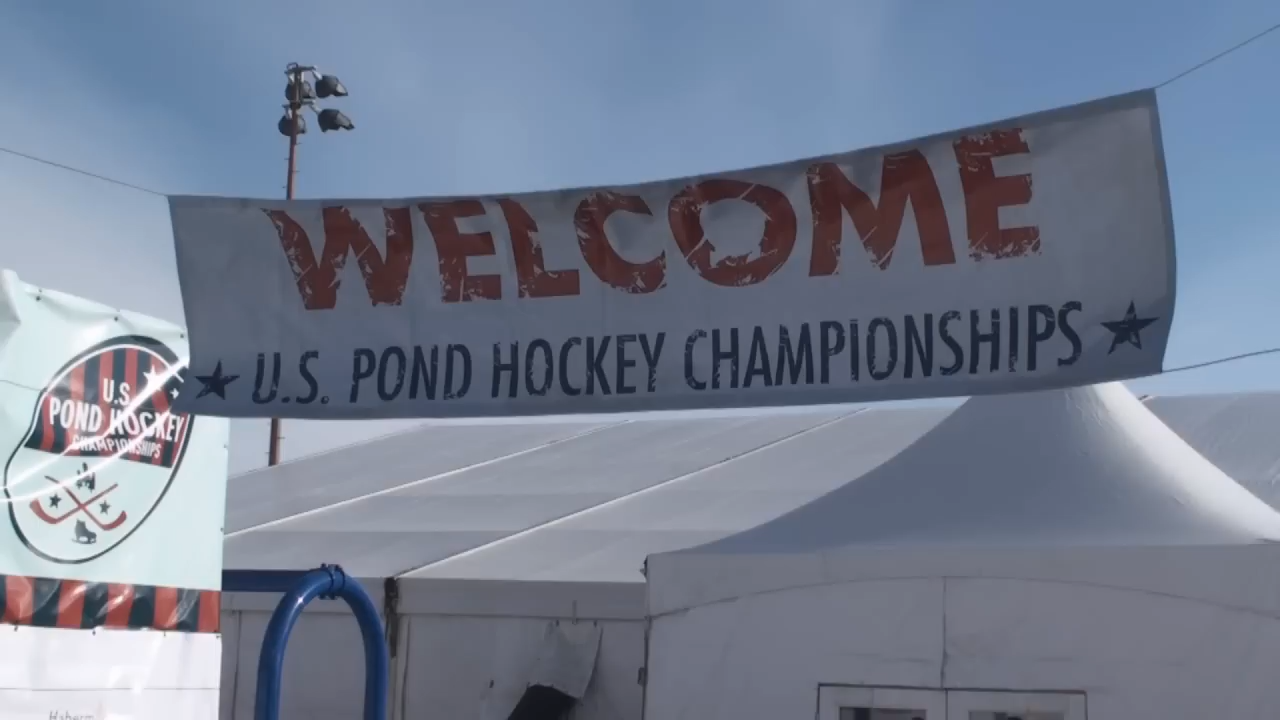 WELCOME
U.S. POND HOCKEY CHAMPIONSHIPS
U.S.
POND HOCKEY
CHAMPIONSHIPS